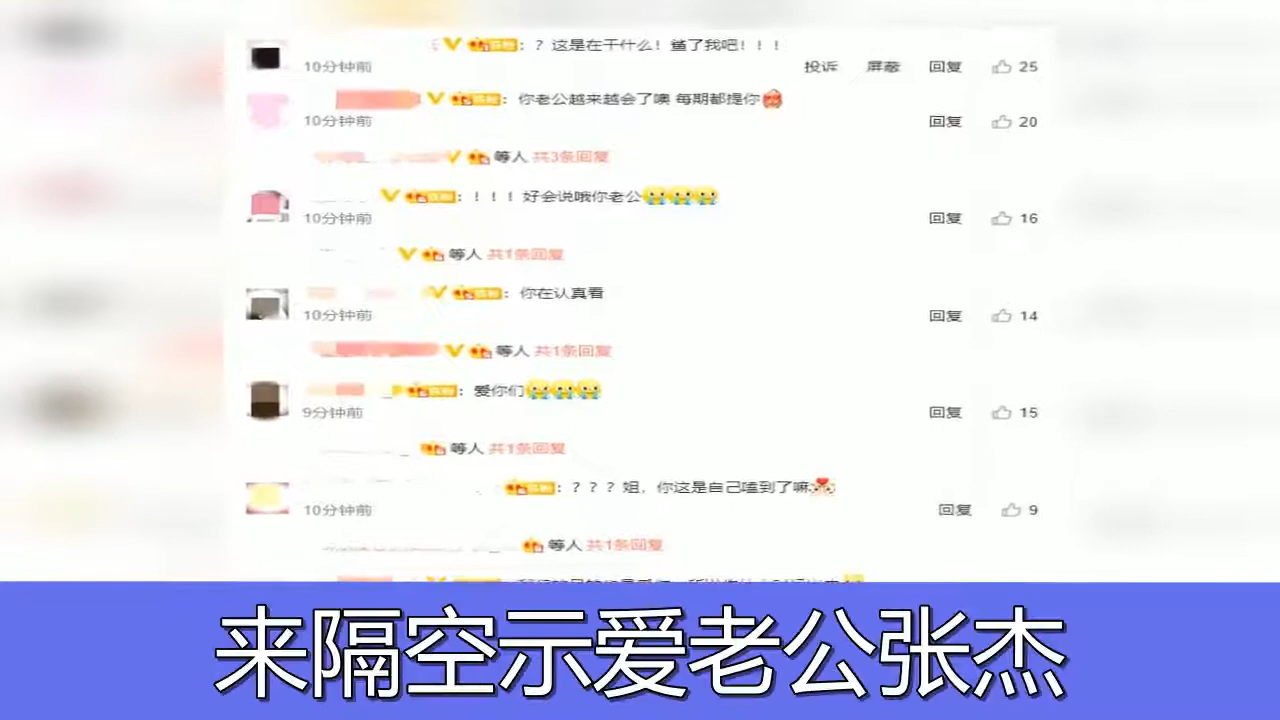 ：？这是在干什么！鲨了我吧！！！
10分钟前 投诉 屏蔽 回复 25
：你老公越来越会了噢 每期都提你
10分钟前 回复 20
等人 共3条回复
：！！！好会说哦你老公
10分钟前 回复 16
等人 共1条回复
：你在认真看
10分钟前 回复 14
等人 共1条回复
：爱你们
9分钟前 回复 15
等人 共1条回复
：？？？姐，你这是自己嗑到了嘛
10分钟前 回复 9
等人 共1条回复
来隔空示爱老公张杰